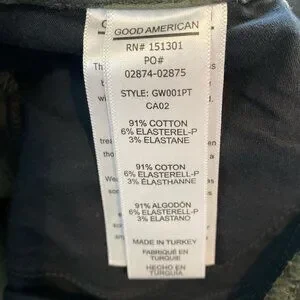 GOOD AMERICAN
RN# 151301
PO#
02874-02875
STYLE: GW001PT
CA02
91% COTTON
6% ELASTEREL-P
3% ELASTANE
91% COTON
6% ELASTERELL-P
3% ÉLASTHANNE
91% ALGODÓN
6% ELASTERELL-P
3% ELASTANO
MADE IN TURKEY
FABRIQUÉ EN
TURQUIE
HECHO EN
TURQUÍA